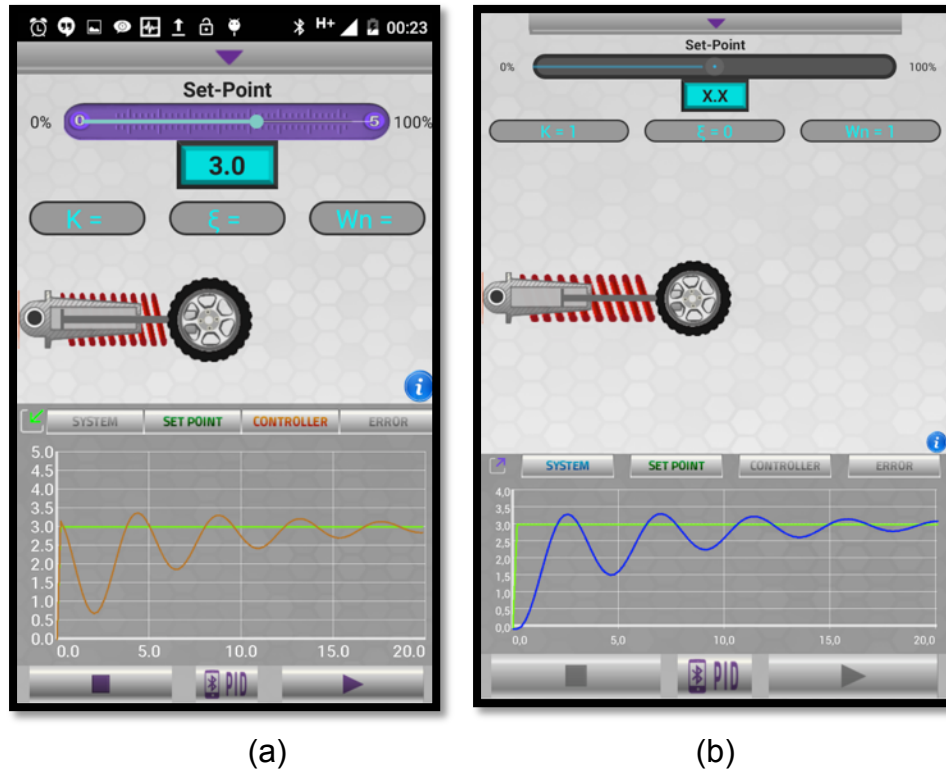 H+ 00:23
Set-Point
0% 0 5 100%
3.0
K = ξ = Wn =
i
SYSTEM SET POINT CONTROLLER ERROR
5.0
4.5
4.0
3.5
3.0
2.5
2.0
1.5
1.0
0.5
0.0
0.0 5.0 10.0 15.0 20.0
PID
(a)
Set-Point
0% 100%
X.X
K = 1 ξ = 0 Wn = 1
i
SYSTEM SET POINT CONTROLLER ERROR
4,0
3,5
3,0
2,5
2,0
1,5
1,0
0,5
0,0
0,0 5,0 10,0 15,0 20,0
PID
(b)